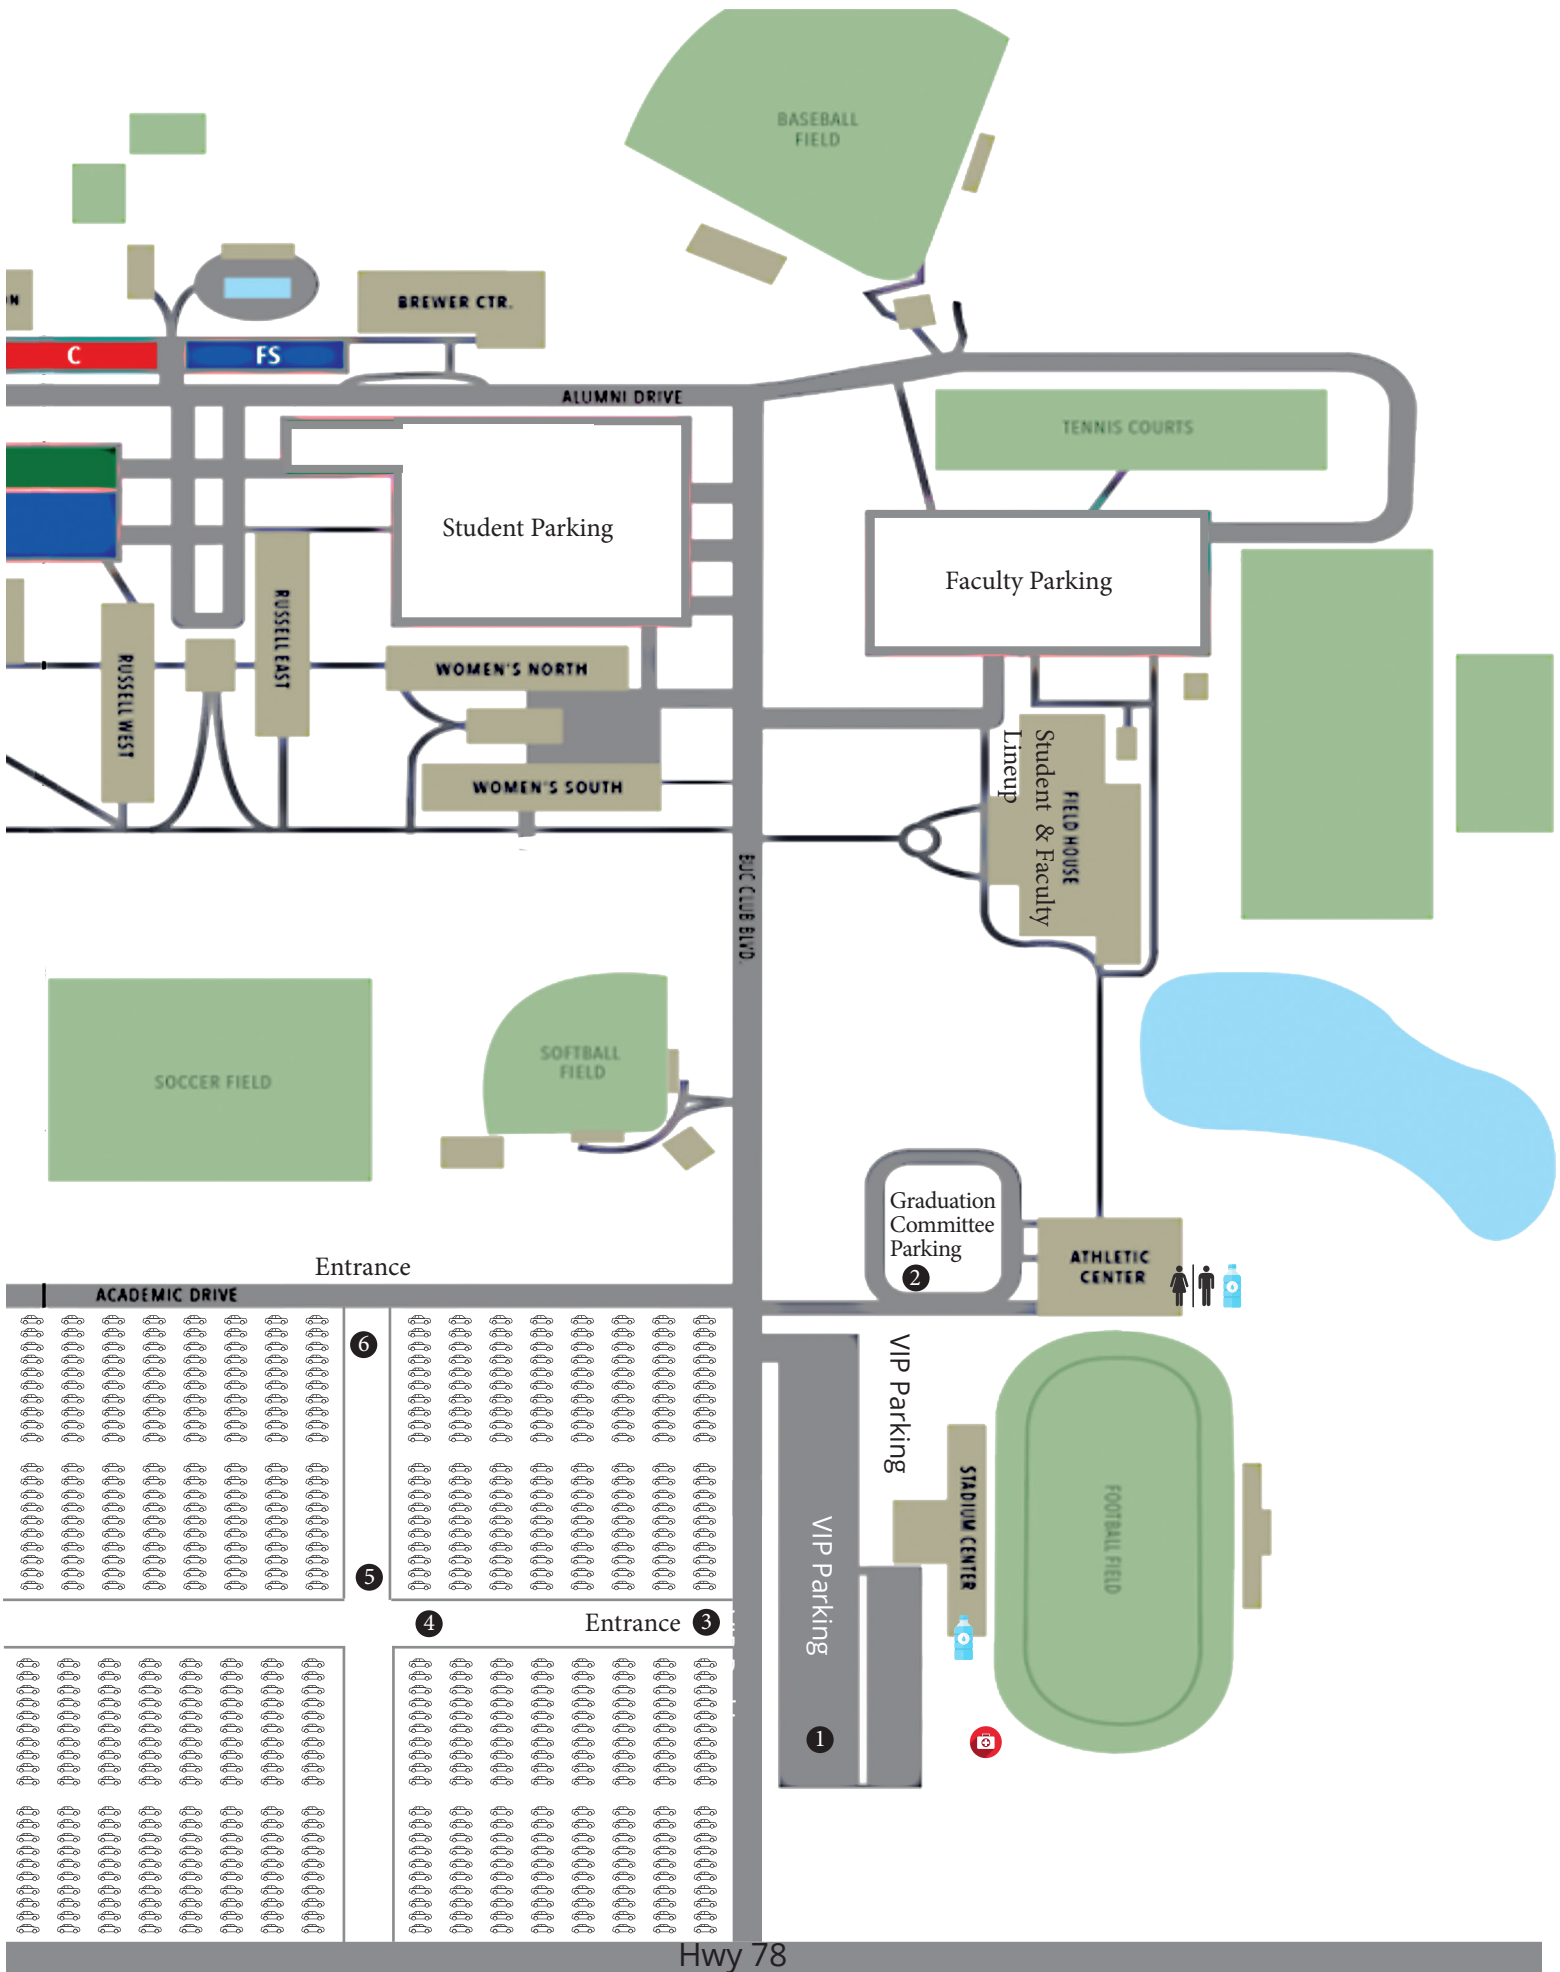 BASEBALL
FIELD
N
BREWER CTR.
C
FS
ALUMNI DRIVE
TENNIS COURTS
Student Parking
Faculty Parking
RUSSELL EAST
RUSSELL WEST
WOMEN'S NORTH
WOMEN'S SOUTH
Student & Faculty
Lineup
FIELD HOUSE
BUC CLUB BLVD.
SOCCER FIELD
SOFTBALL
FIELD
Graduation
Committee
Parking
2
ATHLETIC
CENTER
Entrance
ACADEMIC DRIVE
6
VIP Parking
VIP Parking
STADIUM CENTER
FOOTBALL FIELD
5
4
Entrance 3
1
Hwy 78